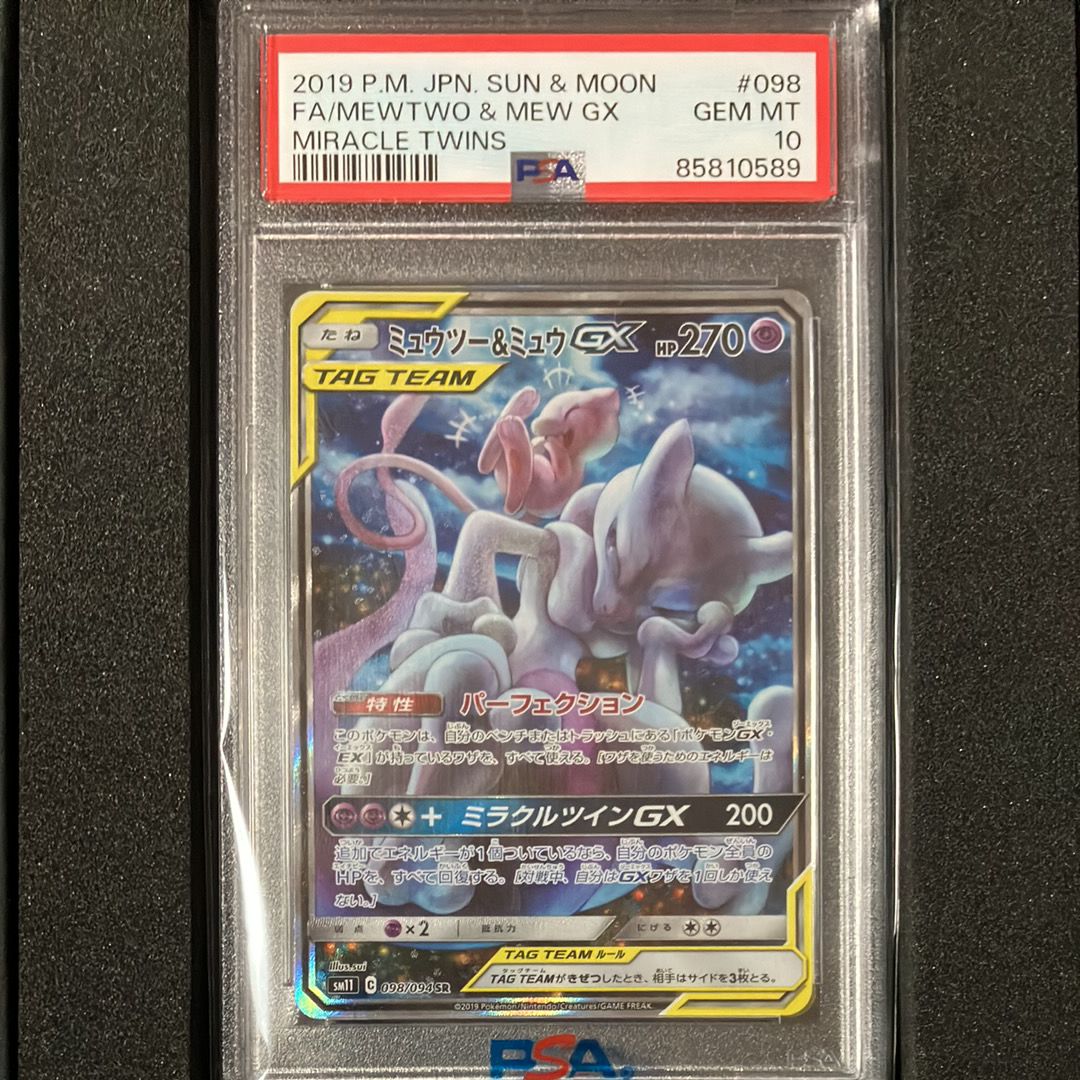 2019 P.M. JPN. SUN & MOON #098
FA/MEWTWO & MEW GX GEM MT
MIRACLE TWINS 10
PSA 85810589
たね ミュウツー&ミュウGX HP270
TAG TEAM
特性 パーフェクション
このポケモンは、自分のベンチまたはトラッシュにある「ポケモンGX・
EX」が持っているワザを、すべて使える。[ワザを使うためのエネルギーは
必要。]
+ ミラクルツインGX 200
追加でエネルギーが1個ついているなら、自分のポケモン全員の
HPを、すべて回復する。[対戦中、自分はGXワザを1回しか使え
ない。]
弱点 ×2 抵抗力 にげる
TAG TEAM ルール
TAG TEAMがきぜつしたとき、相手はサイドを3枚とる。
Illus.sui
SM11 C 098/094 SR
©2019 Pokémon/Nintendo/Creatures/GAME FREAK
PSA